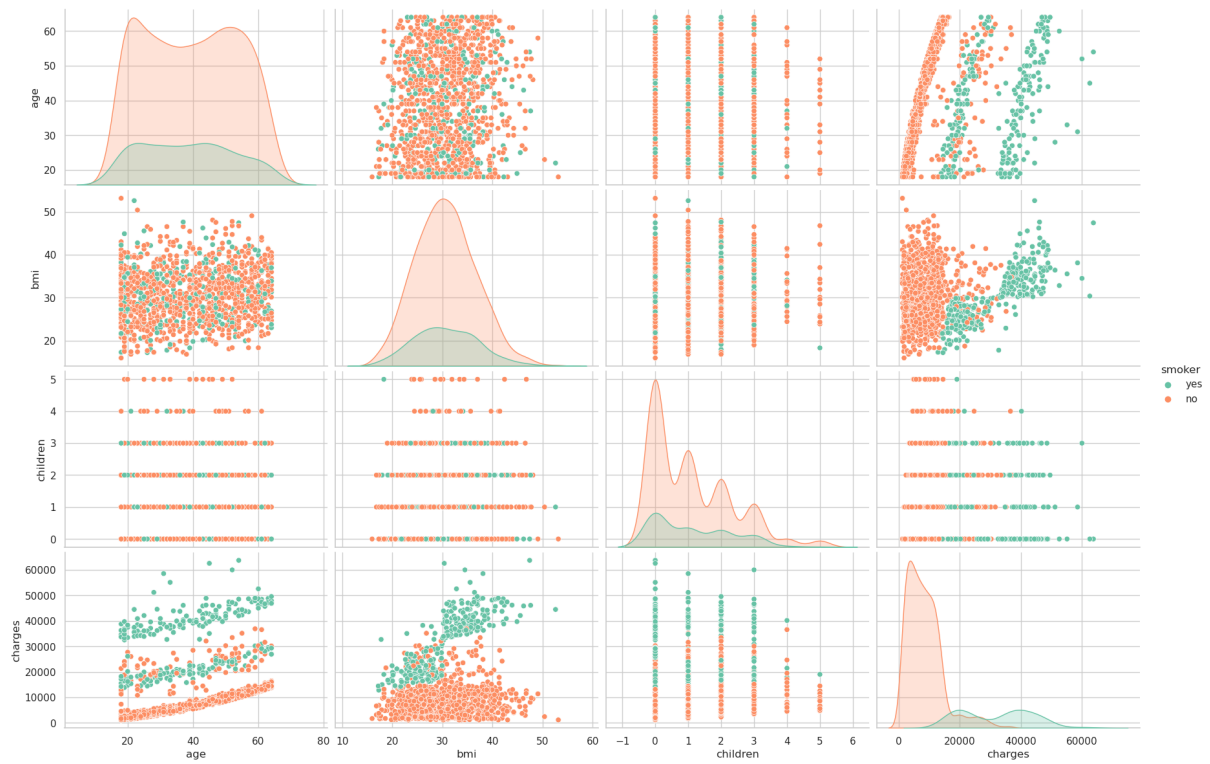 60
50
40
30
20
age
50
40
30
20
bmi
smoker
yes
no
5
4
3
2
1
0
children
60000
50000
40000
30000
20000
10000
0
charges
20 40 60 80
10 20 30 40 50 60
−1 0 1 2 3 4 5 6
0 20000 40000 60000
age bmi children charges